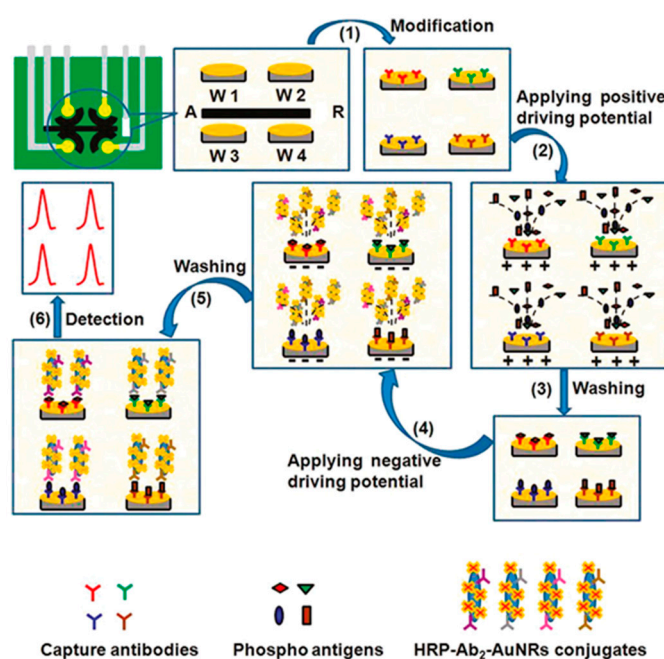 (1)
Modification
W 1
W 2
A
R
W 3
W 4
Applying positive
driving potential
(2)
+ + +
+ + +
+ + +
+ + +
(3)
Washing
(4)
Applying negative
driving potential
- - -
- - -
- - -
- - -
Washing
(5)
(6)
Detection
Capture antibodies
Phospho antigens
HRP-Ab₂-AuNRs conjugates